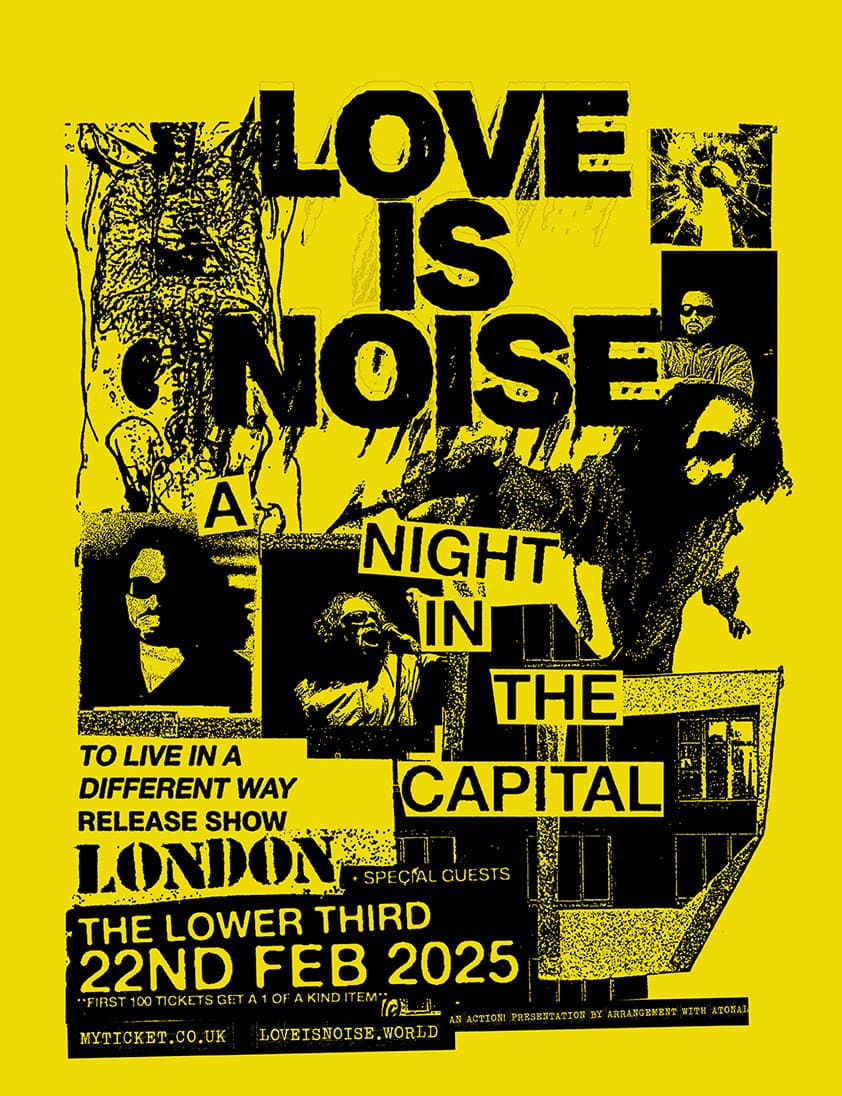 LOVE
IS
NOISE
A
NIGHT
IN
THE
CAPITAL
TO LIVE IN A
DIFFERENT WAY
RELEASE SHOW
LONDON
• SPECIAL GUESTS
THE LOWER THIRD
22ND FEB 2025
**FIRST 100 TICKETS GET A 1 OF A KIND ITEM**
MYTICKET.CO.UK LOVEISNOISE.WORLD
AN ACTION! PRESENTATION BY ARRANGEMENT WITH ATONAL